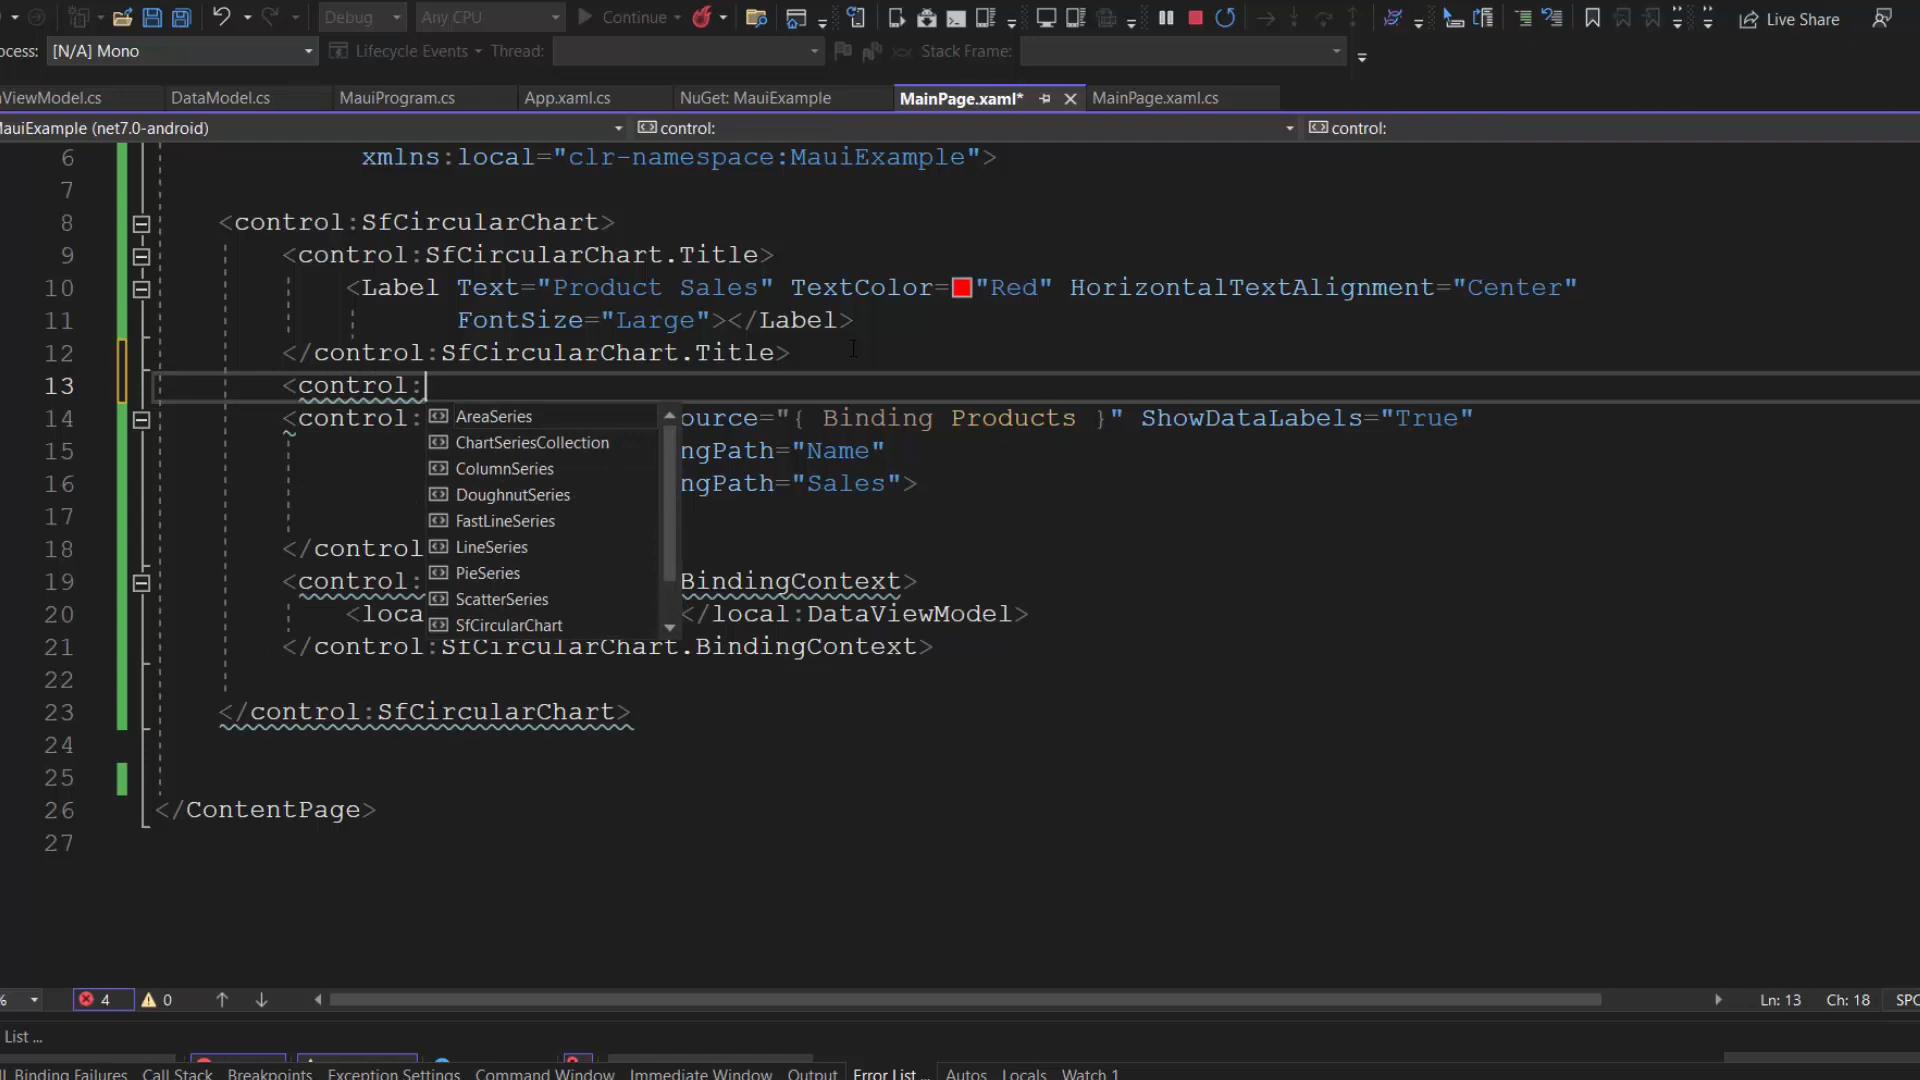 Debug Any CPU Continue Live Share
ocess: [N/A] Mono Lifecycle Events Thread: Stack Frame:
ViewModel.cs DataModel.cs MauiProgram.cs App.xaml.cs NuGet: MauiExample MainPage.xaml* MainPage.xaml.cs
MauiExample (net7.0-android) control: control:
6 xmlns:local="clr-namespace:MauiExample">
7
8 <control:SfCircularChart>
9 <control:SfCircularChart.Title>
10 <Label Text="Product Sales" TextColor="Red" HorizontalTextAlignment="Center"
11 FontSize="Large"></Label>
12 </control:SfCircularChart.Title>
13 <control:
14 <control: ource="{ Binding Products }" ShowDataLabels="True"
15 ngPath="Name"
16 ngPath="Sales">
17
18 </control
19 <control: BindingContext>
20 <loca </local:DataViewModel>
21 </control:SfCircularChart.BindingContext>
22
23 </control:SfCircularChart>
24
25
26 </ContentPage>
27
AreaSeries
ChartSeriesCollection
ColumnSeries
DoughnutSeries
FastLineSeries
LineSeries
PieSeries
ScatterSeries
SfCircularChart
% 4 0 Ln: 13 Ch: 18 SPC
List ...
L Binding Failures Call Stack Breakpoints Exception Settings Command Window Immediate Window Output Error List ... Autos Locals Watch 1